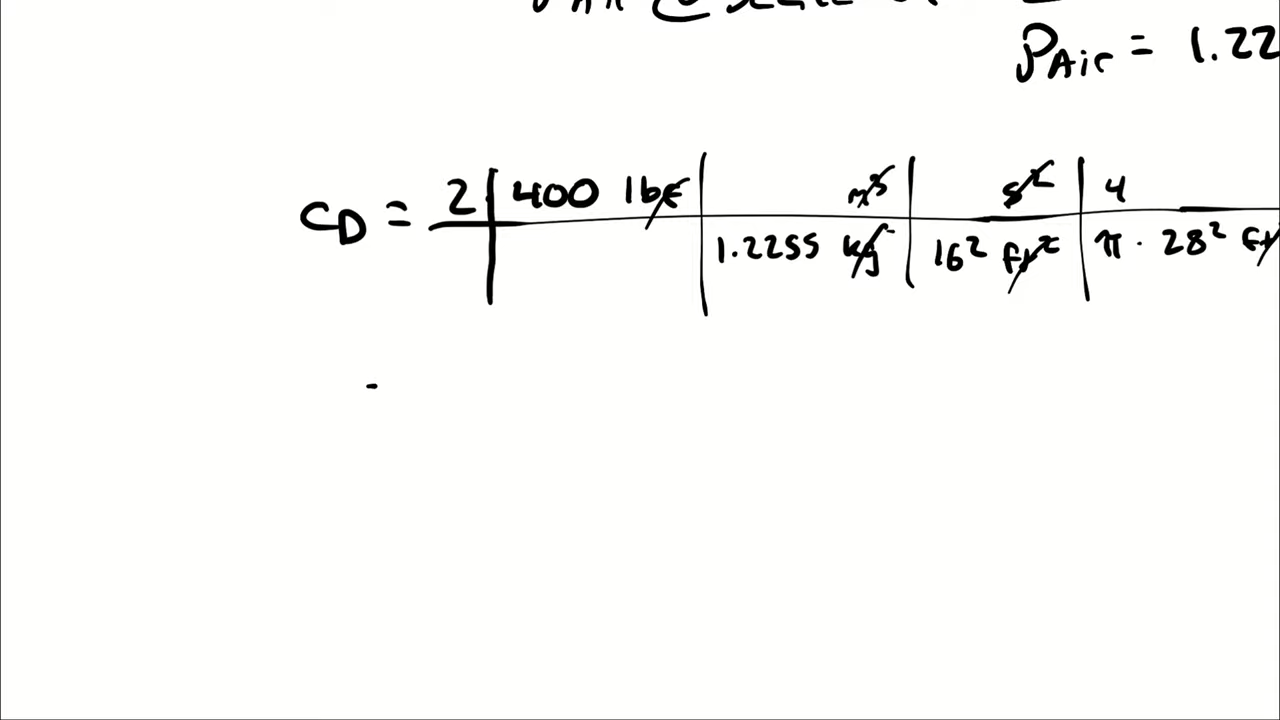 ρAir = 1.22
CD = 2 | 400 lbf | m³ | s² | 4
1.2255 kg | 16² ft² | π · 28² ft